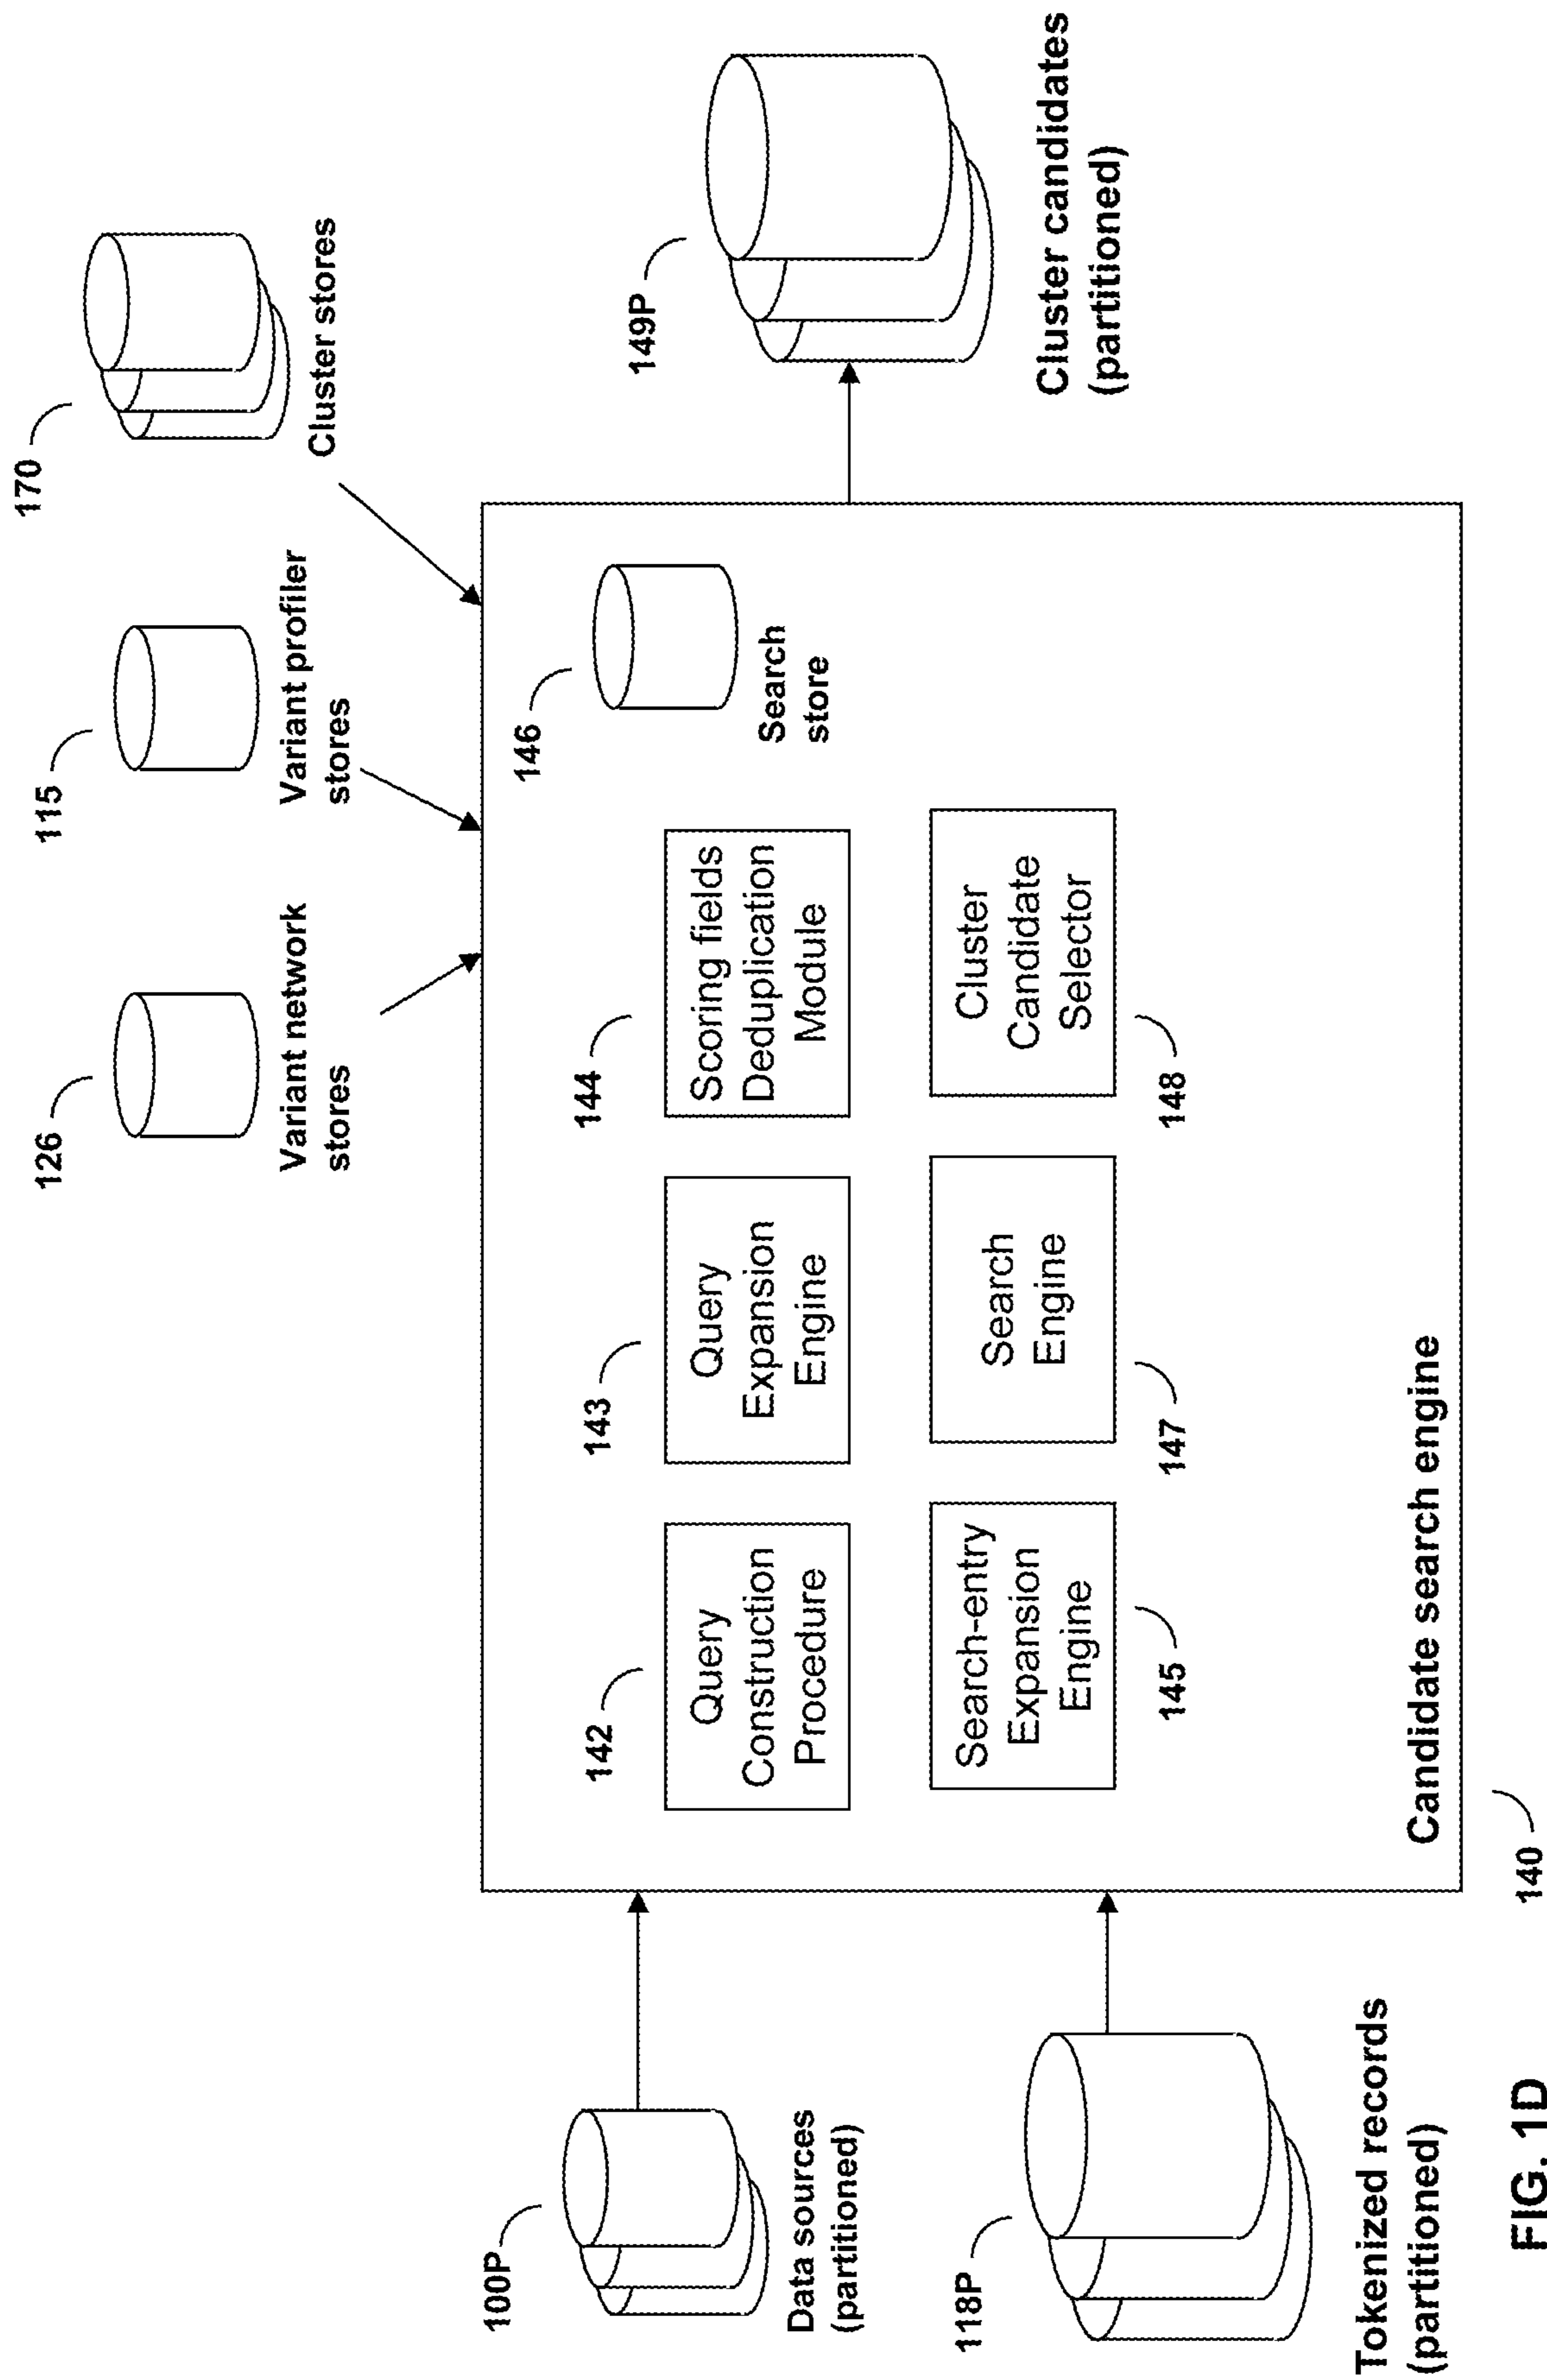 126
Variant network
stores
115
Variant profiler
stores
170
Cluster stores
100P
Data sources
(partitioned)
118P
Tokenized records
(partitioned)
142
Query
Construction
Procedure
143
Query
Expansion
Engine
144
Scoring fields
Deduplication
Module
146
Search
store
Search-entry
Expansion
Engine
145
Search
Engine
147
Cluster
Candidate
Selector
148
Candidate search engine
140
149P
Cluster candidates
(partitioned)
FIG. 1D